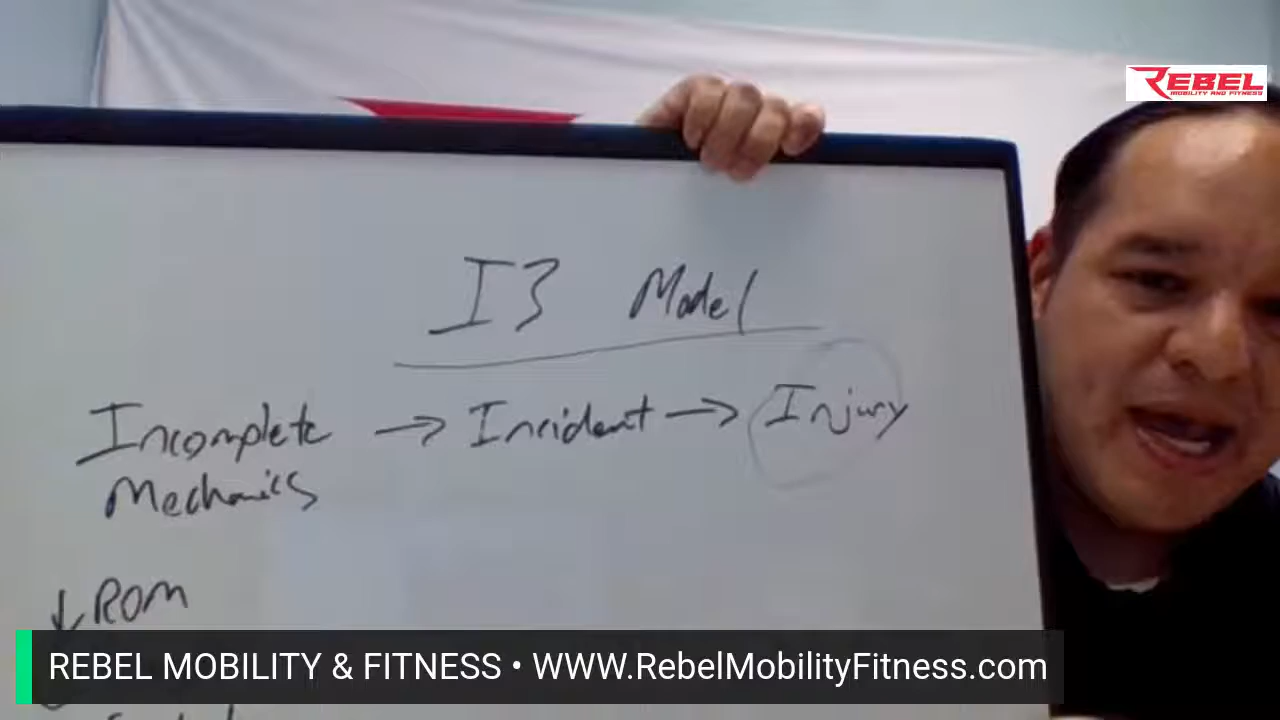 REBEL
MOBILITY AND FITNESS
I3 Model
Incomplete → Incident → Injury
Mechanics
↓ ROM
REBEL MOBILITY & FITNESS • WWW.RebelMobilityFitness.com